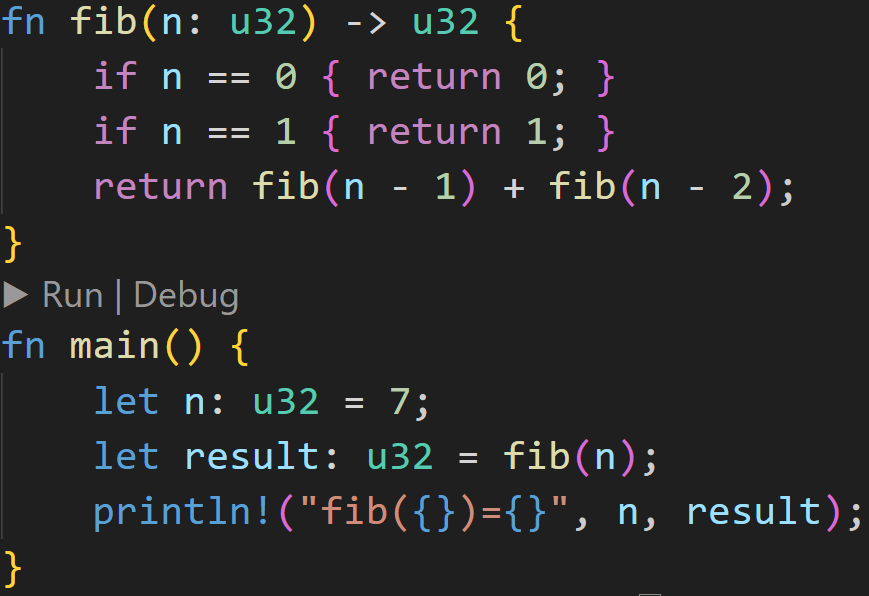 fn fib(n: u32) -> u32 {
    if n == 0 { return 0; }
    if n == 1 { return 1; }
    return fib(n - 1) + fib(n - 2);
}
▶ Run | Debug
fn main() {
    let n: u32 = 7;
    let result: u32 = fib(n);
    println!("fib({})={}", n, result);
}